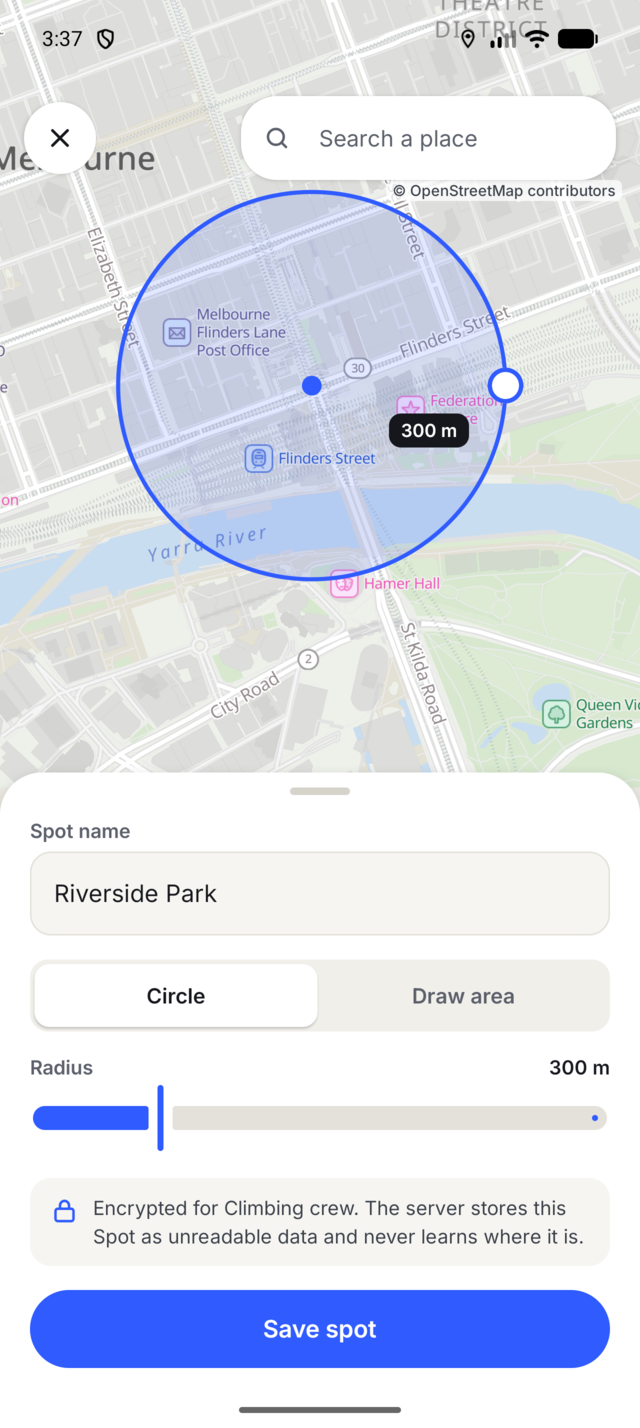 THEATRE
DISTRICT
3:37
Search a place
Melbourne
© OpenStreetMap contributors
Elizabeth Street
Melbourne
Flinders Lane
Post Office
Flinders Street
30
300 m
Flinders Street
Yarra River
Hamer Hall
2
City Road
St Kilda Road
Gardens
Spot name
Riverside Park
Circle
Draw area
Radius
300 m
Encrypted for Climbing crew. The server stores this
Spot as unreadable data and never learns where it is.
Save spot